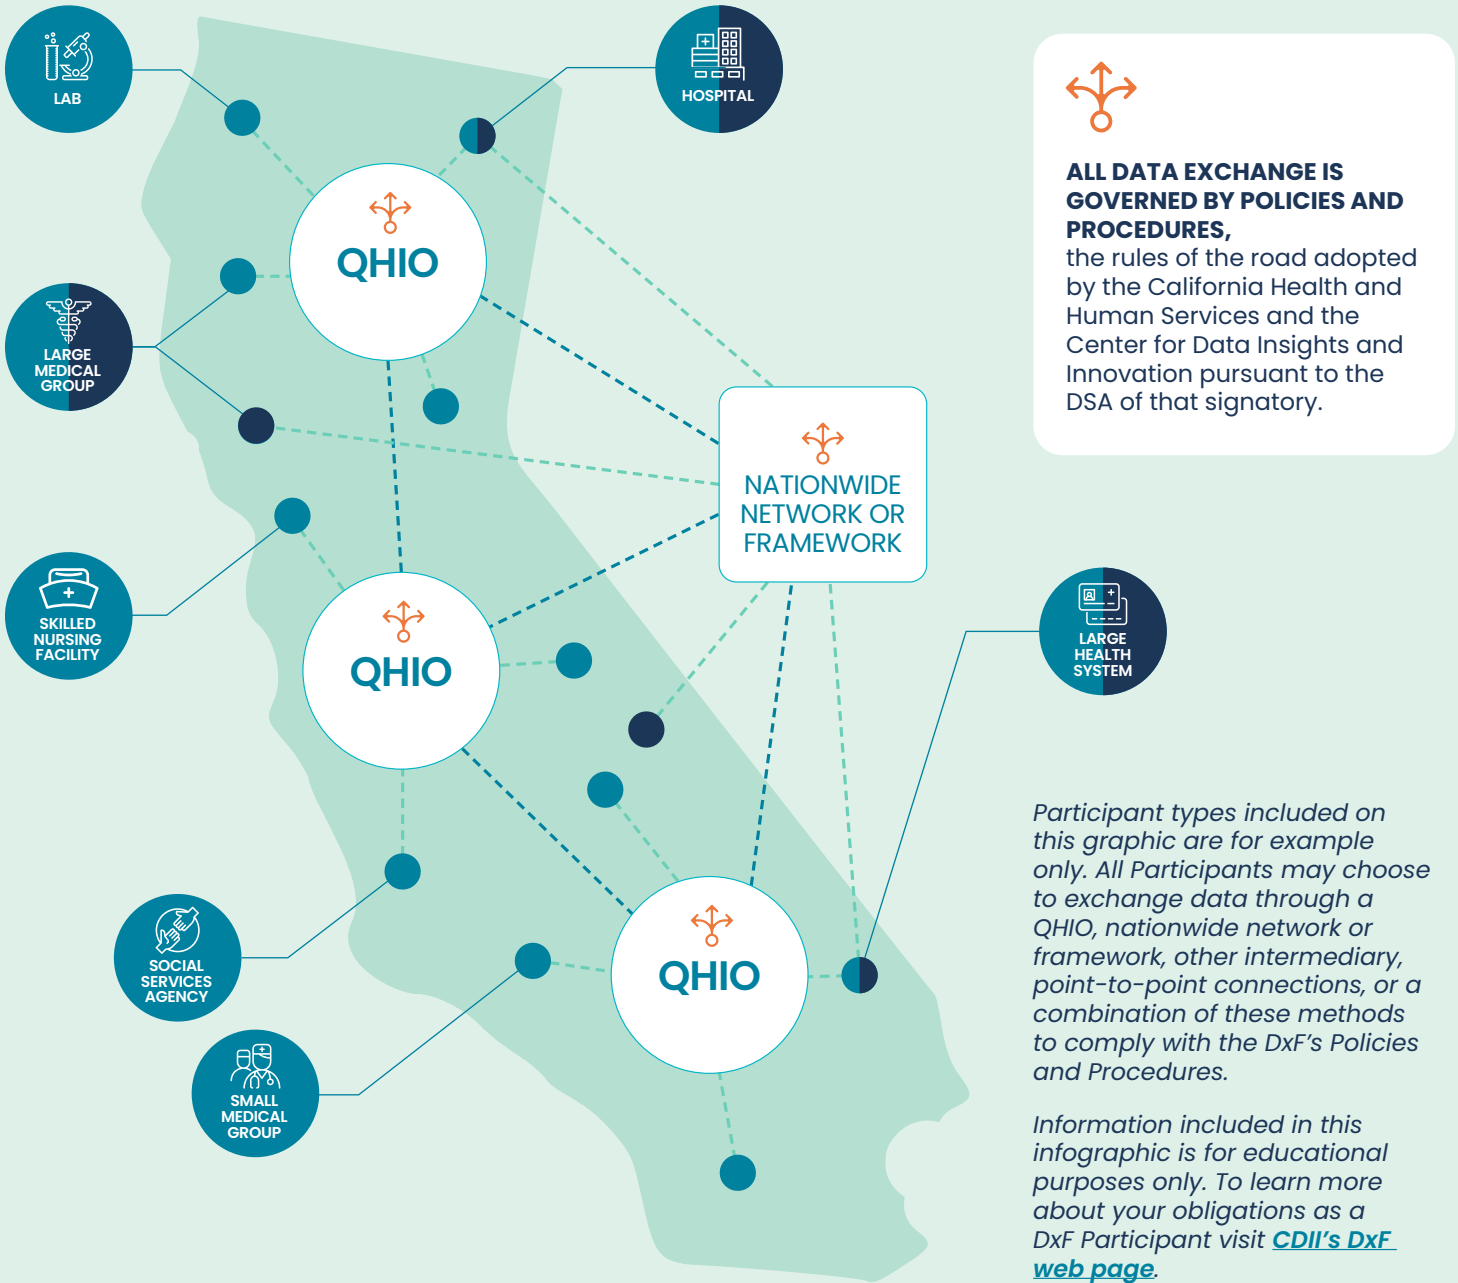 LAB
HOSPITAL
QHIO
LARGE
MEDICAL
GROUP
NATIONWIDE
NETWORK OR
FRAMEWORK
SKILLED
NURSING
FACILITY
QHIO
LARGE
HEALTH
SYSTEM
SOCIAL
SERVICES
AGENCY
QHIO
SMALL
MEDICAL
GROUP
ALL DATA EXCHANGE IS
GOVERNED BY POLICIES AND
PROCEDURES,
the rules of the road adopted
by the California Health and
Human Services and the
Center for Data Insights and
Innovation pursuant to the
DSA of that signatory.
Participant types included on
this graphic are for example
only. All Participants may choose
to exchange data through a
QHIO, nationwide network or
framework, other intermediary,
point-to-point connections, or a
combination of these methods
to comply with the DxF's Policies
and Procedures.
Information included in this
infographic is for educational
purposes only. To learn more
about your obligations as a
DxF Participant visit CDII's DxF
web page.